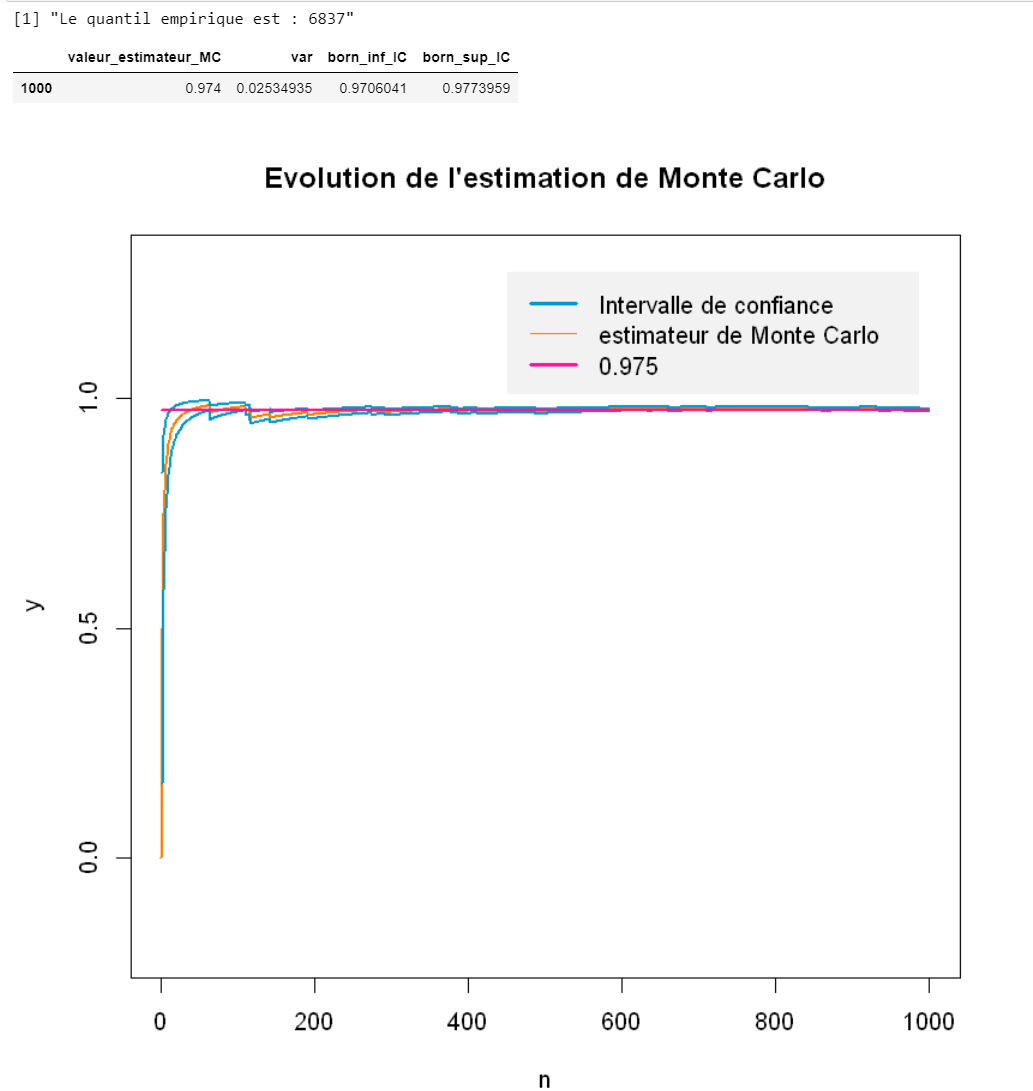 [1] "Le quantil empirique est : 6837"
valeur_estimateur_MC var born_inf_IC born_sup_IC
1000 0.974 0.02534935 0.9706041 0.9773959
Evolution de l'estimation de Monte Carlo
Intervalle de confiance
estimateur de Monte Carlo
0.975
1.0
0.5
0.0
y
0 200 400 600 800 1000
n